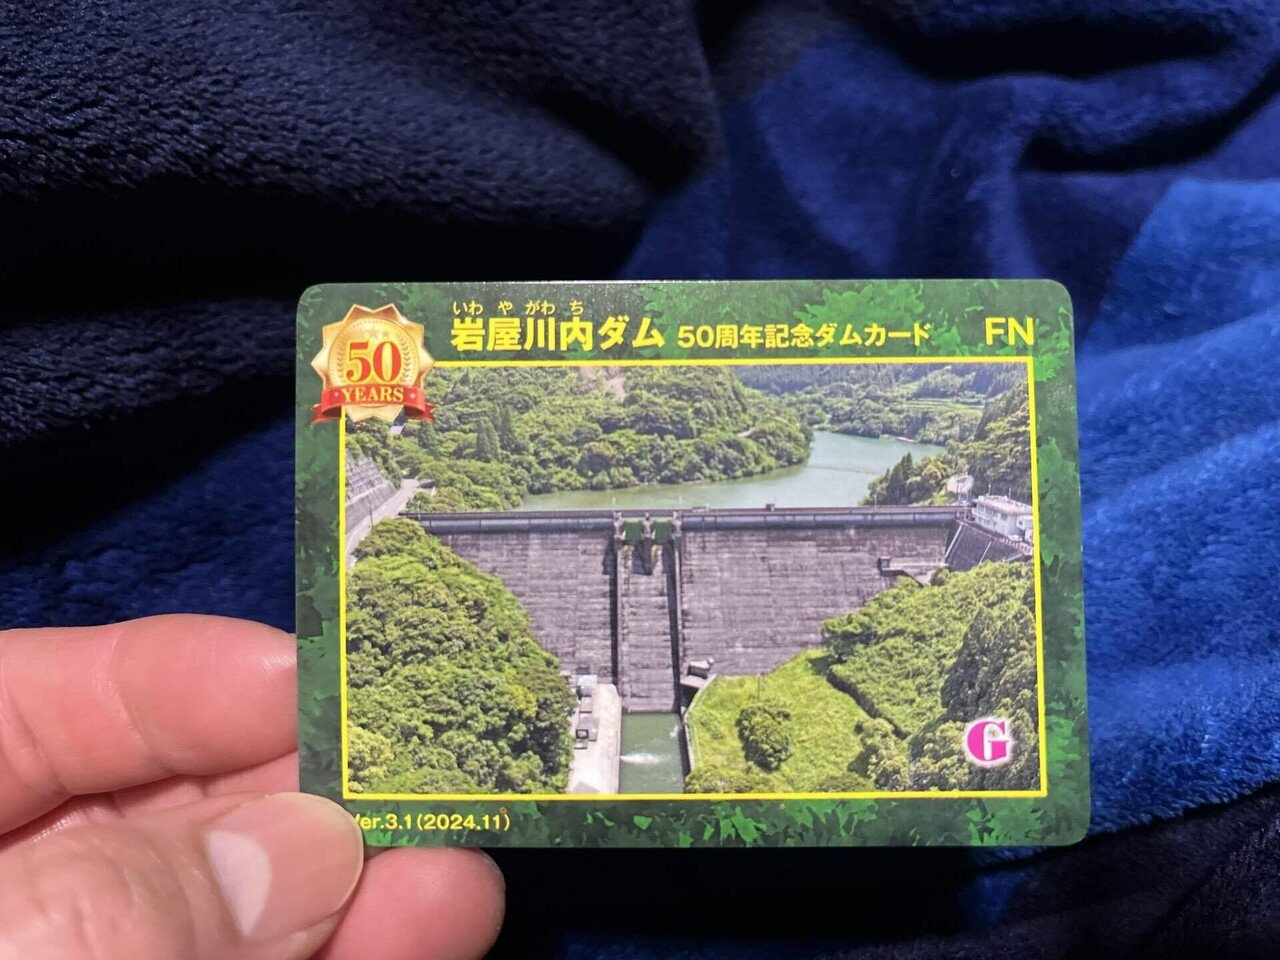 いわ や がわ ち
岩屋川内ダム 50周年記念ダムカード FN
50
YEARS
G
Ver.3.1(2024.11)